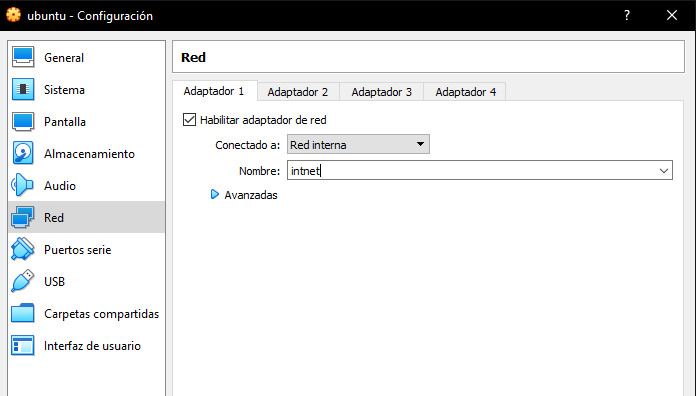 ubuntu - Configuración
?
General
Sistema
Pantalla
Almacenamiento
Audio
Red
Puertos serie
USB
Carpetas compartidas
Interfaz de usuario
Red
Adaptador 1 Adaptador 2 Adaptador 3 Adaptador 4
Habilitar adaptador de red
Conectado a: Red interna
Nombre: intnet
Avanzadas